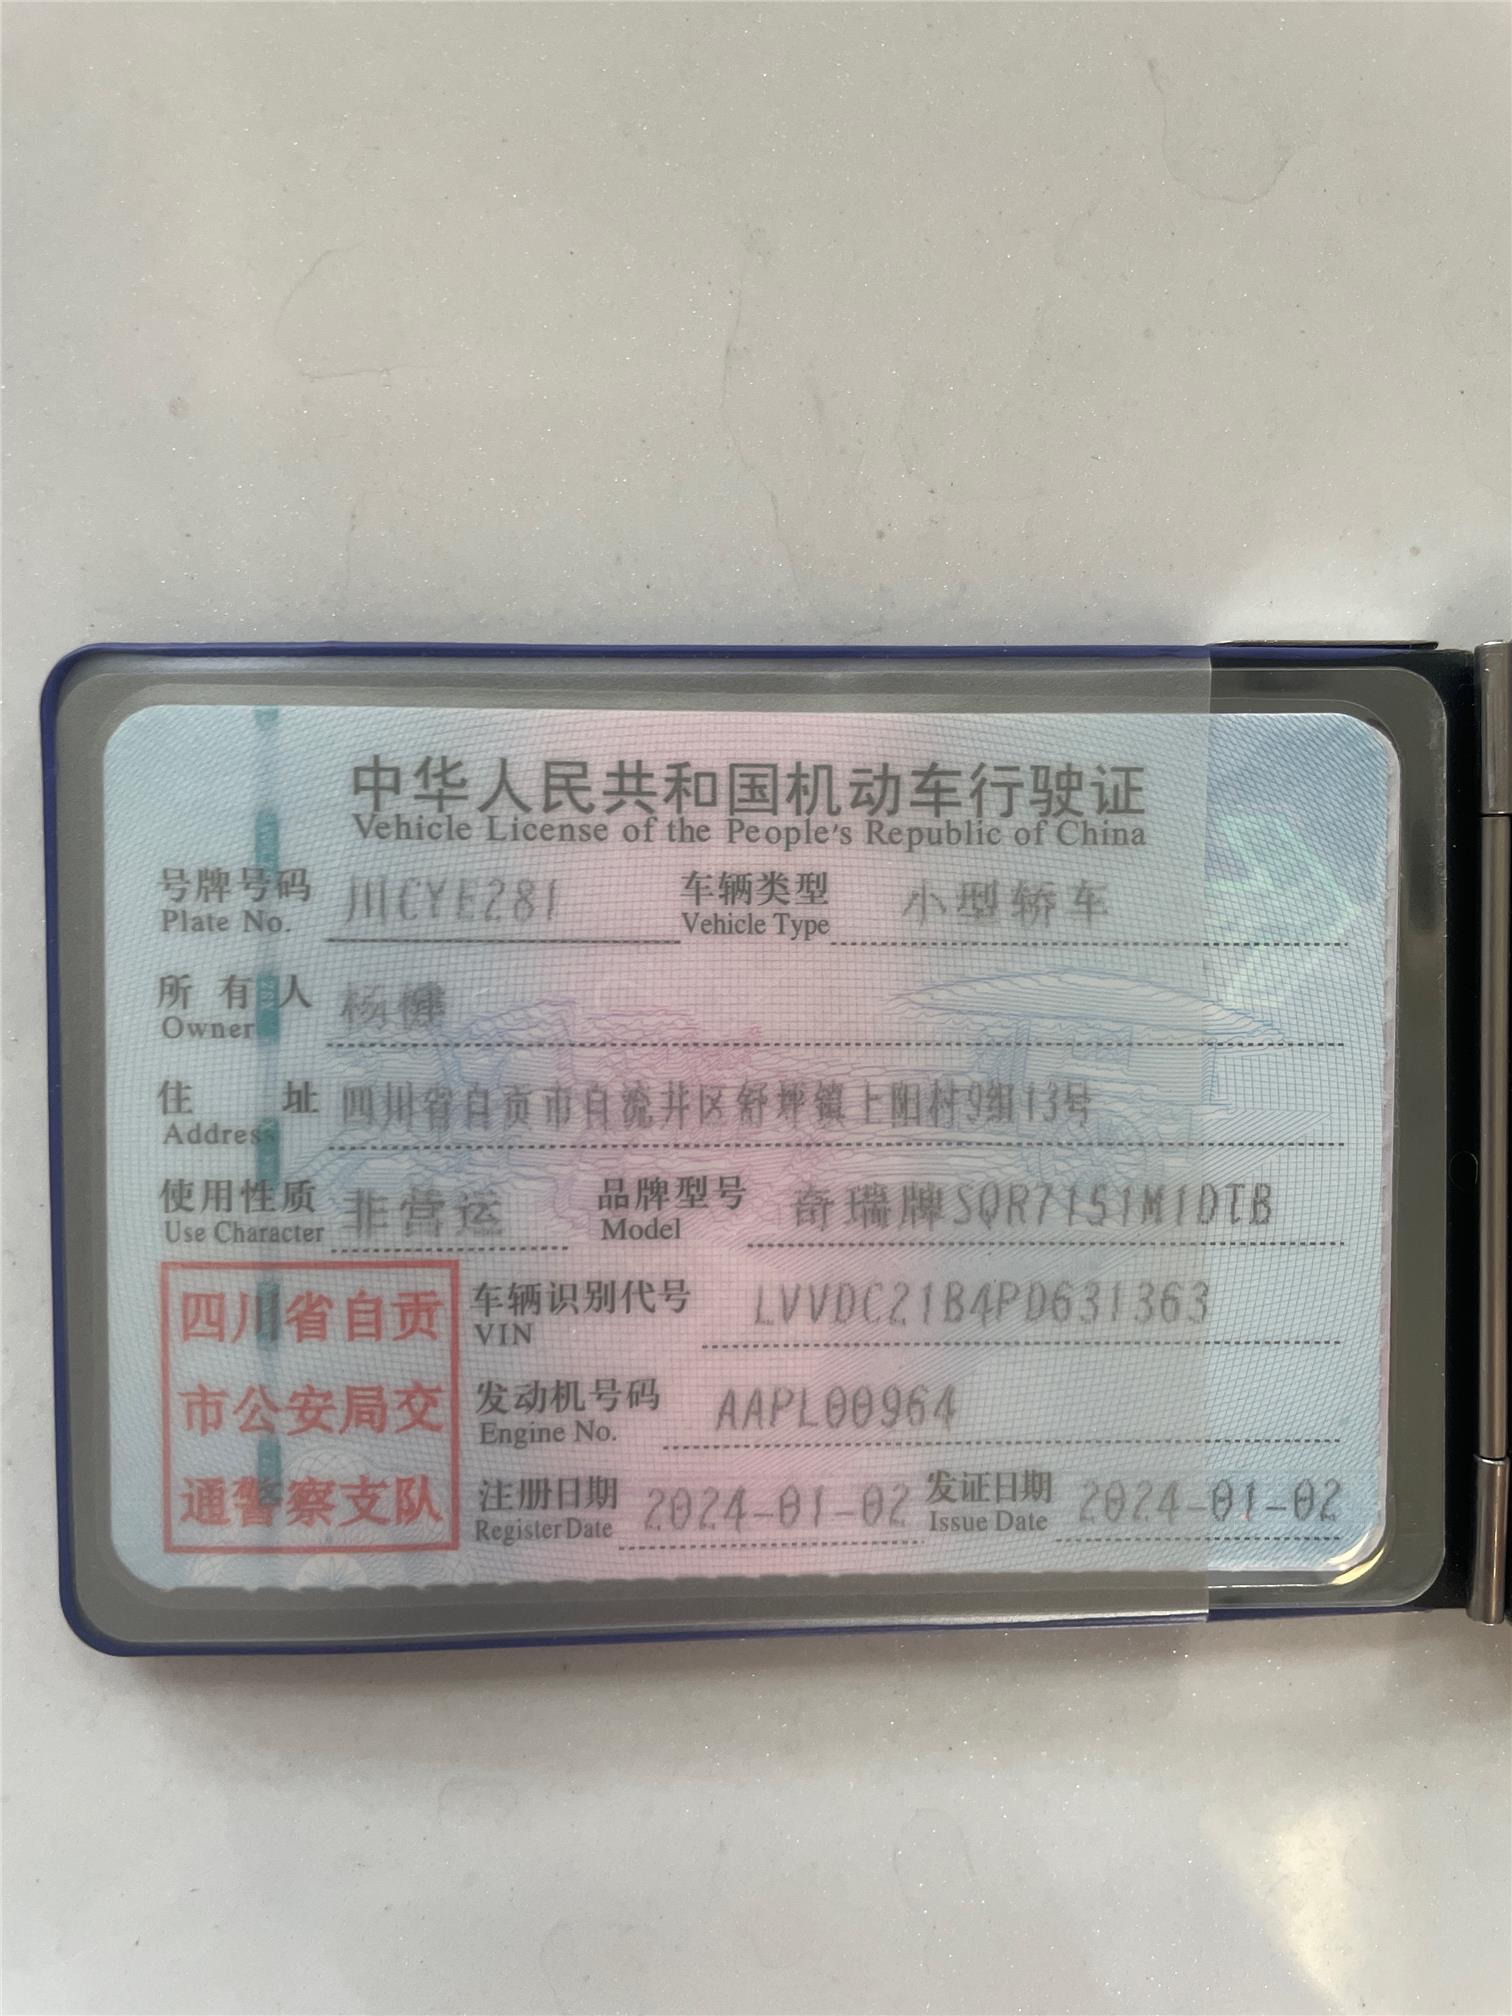 中华人民共和国机动车行驶证
Vehicle License of the People's Republic of China
号牌号码 川CYE281 车辆类型 小型轿车
Plate No. Vehicle Type
所有人 杨
Owner
住址 四川省自贡市自流井区舒坪镇上阳村9组13号
Address
使用性质 非营运 品牌型号 奇瑞牌SQR7151M1DTB
Use Character Model
四川省自贡
市公安局交
通警察支队
车辆识别代号 LVVDC21B4PD631363
VIN
发动机号码 AAPL00964
Engine No.
注册日期 2024-01-02 发证日期 2024-01-02
Register Date Issue Date